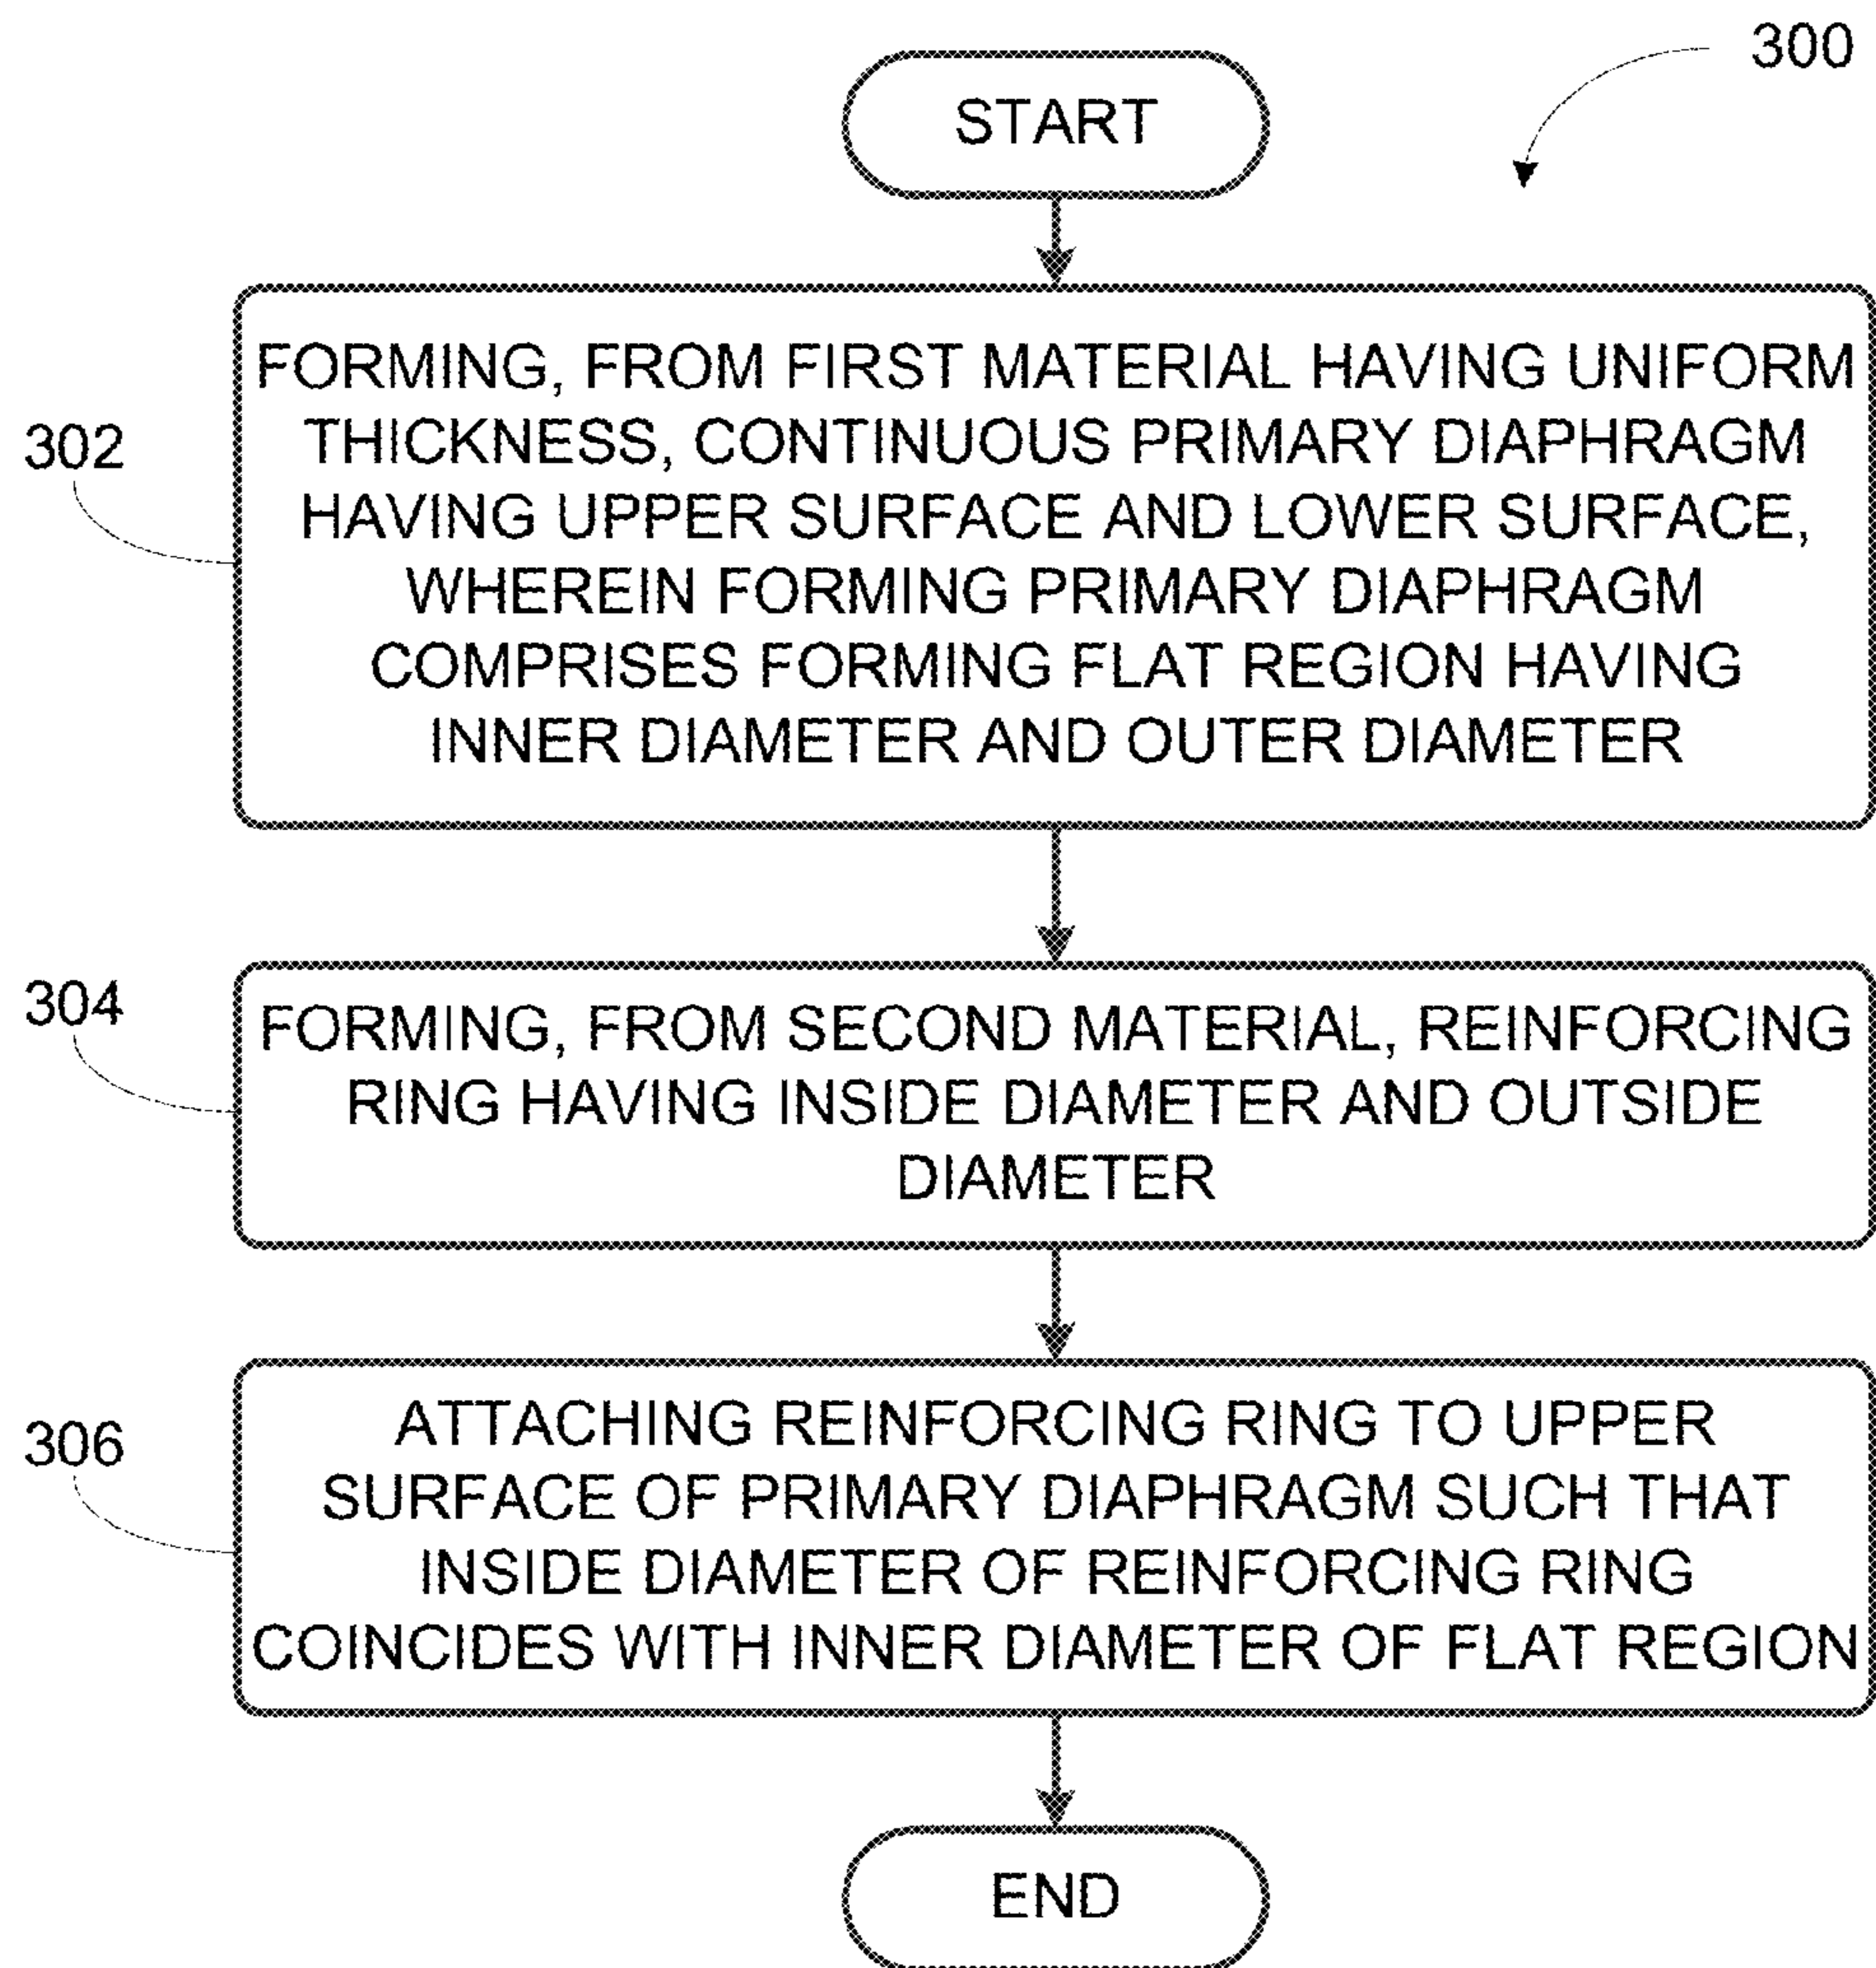 300
START
302
FORMING, FROM FIRST MATERIAL HAVING UNIFORM
THICKNESS, CONTINUOUS PRIMARY DIAPHRAGM
HAVING UPPER SURFACE AND LOWER SURFACE,
WHEREIN FORMING PRIMARY DIAPHRAGM
COMPRISES FORMING FLAT REGION HAVING
INNER DIAMETER AND OUTER DIAMETER
304
FORMING, FROM SECOND MATERIAL, REINFORCING
RING HAVING INSIDE DIAMETER AND OUTSIDE
DIAMETER
306
ATTACHING REINFORCING RING TO UPPER
SURFACE OF PRIMARY DIAPHRAGM SUCH THAT
INSIDE DIAMETER OF REINFORCING RING
COINCIDES WITH INNER DIAMETER OF FLAT REGION
END